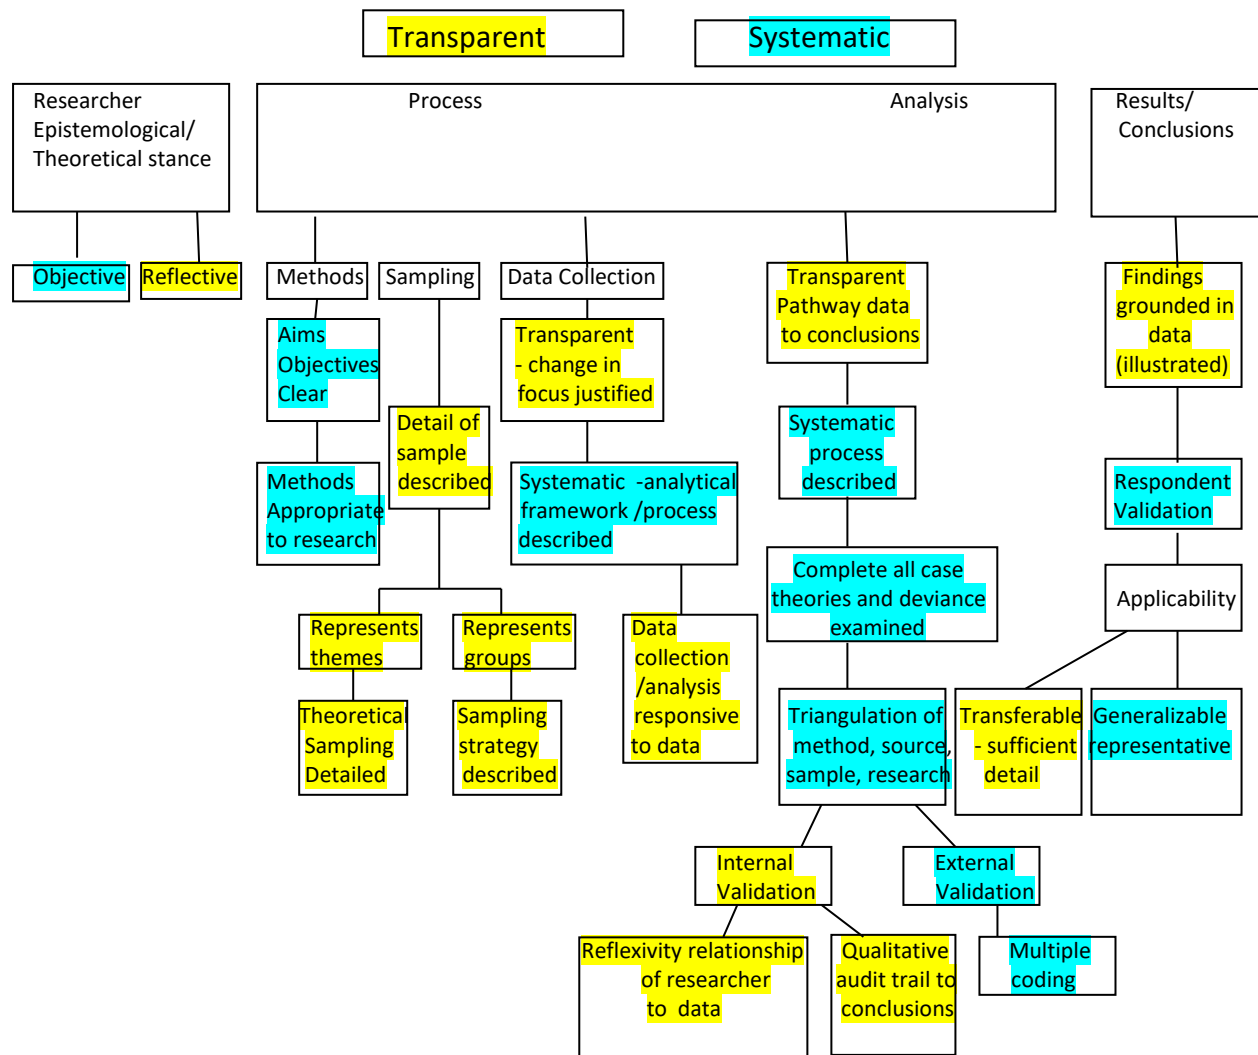 Transparent
Systematic
Researcher
Epistemological/
Theoretical stance
Process
Analysis
Results/
Conclusions
Objective
Reflective
Methods
Sampling
Data Collection
Transparent
Pathway data
to conclusions
Findings
grounded in
data
(illustrated)
Aims
Objectives
Clear
Transparent
- change in
focus justified
Detail of
sample
described
Systematic
process
described
Methods
Appropriate
to research
Systematic -analytical
framework /process
described
Respondent
Validation
Complete all case
theories and deviance
examined
Applicability
Represents
themes
Represents
groups
Data
collection
/analysis
responsive
to data
Theoretical
Sampling
Detailed
Sampling
strategy
described
Triangulation of
method, source,
sample, research
Transferable
- sufficient
detail
Generalizable
representative
Internal
Validation
External
Validation
Reflexivity relationship
of researcher
to data
Qualitative
audit trail to
conclusions
Multiple
coding